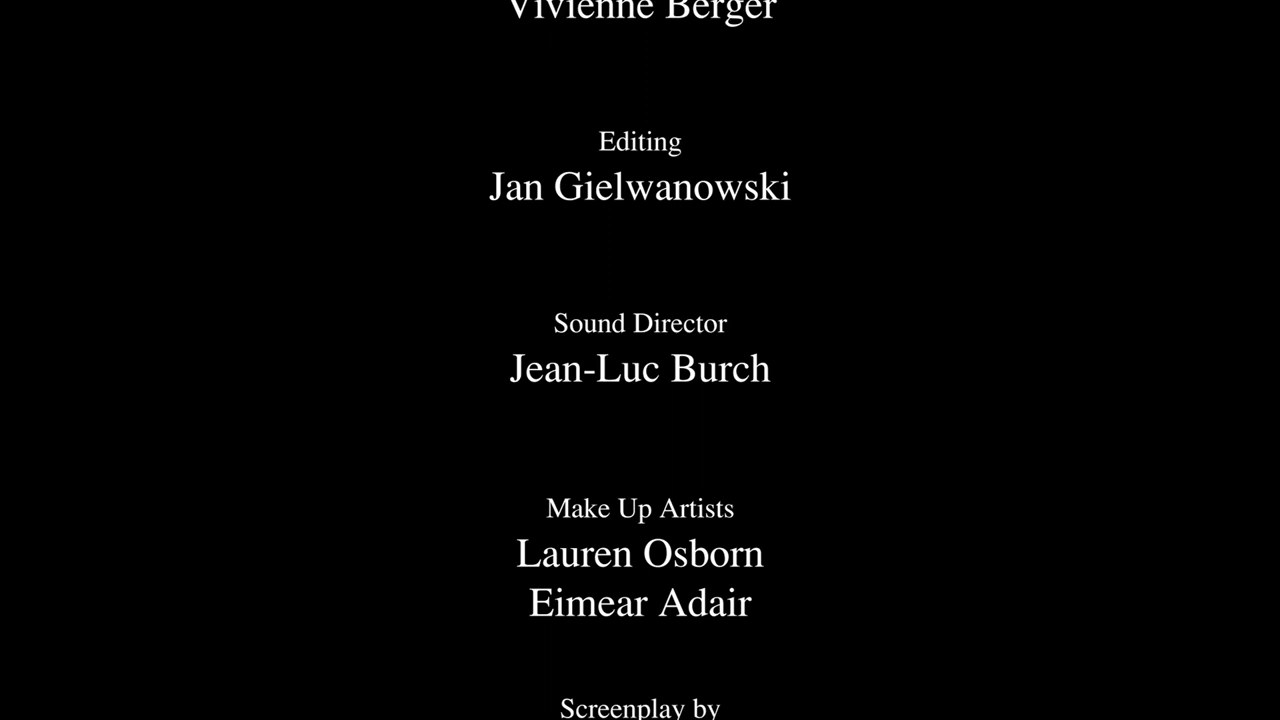 Vivienne Berger
Editing
Jan Gielwanowski
Sound Director
Jean-Luc Burch
Make Up Artists
Lauren Osborn
Eimear Adair
Screenplay by